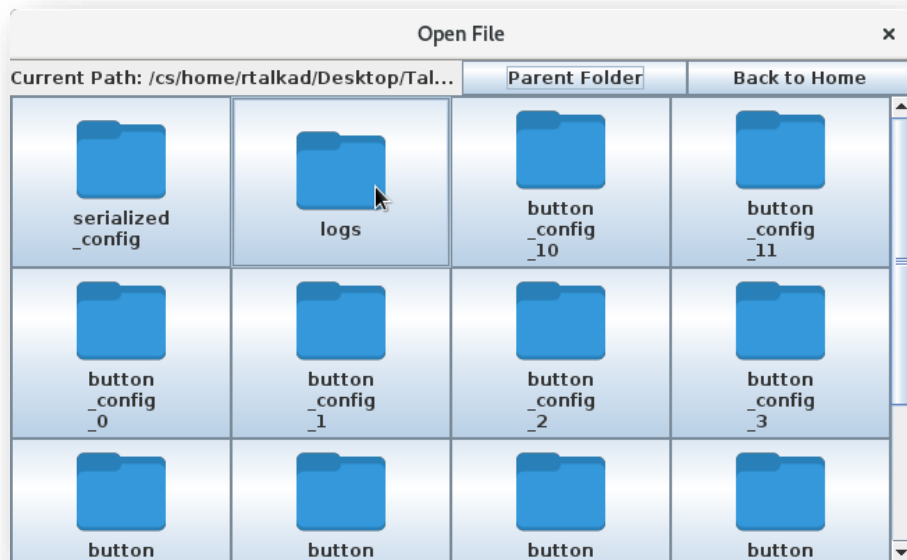 Open File
Current Path: /cs/home/rtalkad/Desktop/Tal...
Parent Folder
Back to Home
serialized
_config
logs
button
_config
_10
button
_config
_11
button
_config
_0
button
_config
_1
button
_config
_2
button
_config
_3
button
button
button
button